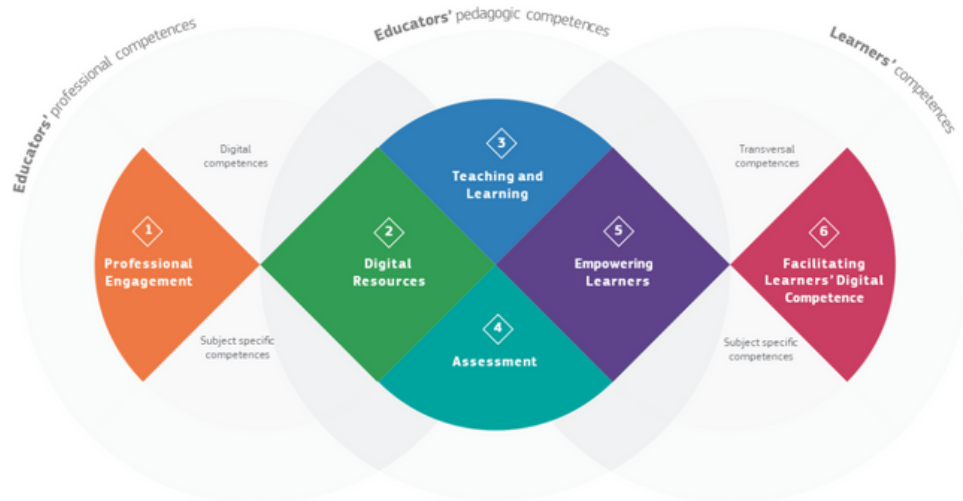 Educators' professional competences
Educators' pedagogic competences
Learners' competences
Digital
competences
Transversal
competences
1
Professional
Engagement
2
Digital
Resources
3
Teaching and
Learning
4
Assessment
5
Empowering
Learners
6
Facilitating
Learners' Digital
Competence
Subject specific
competences
Subject specific
competences